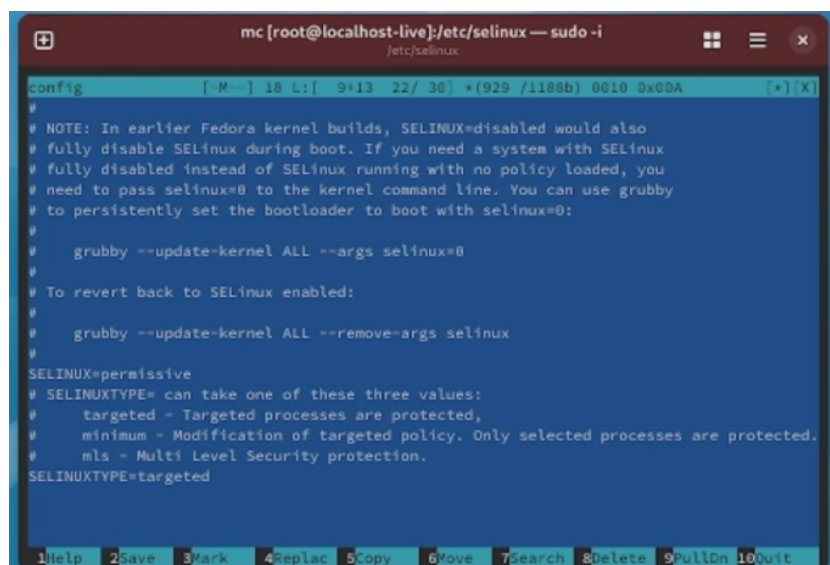 mc [root@localhost-live]:/etc/selinux — sudo -i
/etc/selinux
config [-M--] 18 L:[ 9+13 22/ 30] *(929 /1188b) 0010 0x00A [*][X]
#
# NOTE: In earlier Fedora kernel builds, SELINUX=disabled would also
# fully disable SELinux during boot. If you need a system with SELinux
# fully disabled instead of SELinux running with no policy loaded, you
# need to pass selinux=0 to the kernel command line. You can use grubby
# to persistently set the bootloader to boot with selinux=0:
#
#    grubby --update-kernel ALL --args selinux=0
#
# To revert back to SELinux enabled:
#
#    grubby --update-kernel ALL --remove-args selinux
#
SELINUX=permissive
# SELINUXTYPE= can take one of these three values:
#     targeted - Targeted processes are protected,
#     minimum - Modification of targeted policy. Only selected processes are protected.
#     mls - Multi Level Security protection.
SELINUXTYPE=targeted
1Help 2Save 3Mark 4Replac 5Copy 6Move 7Search 8Delete 9PullDn 10Quit